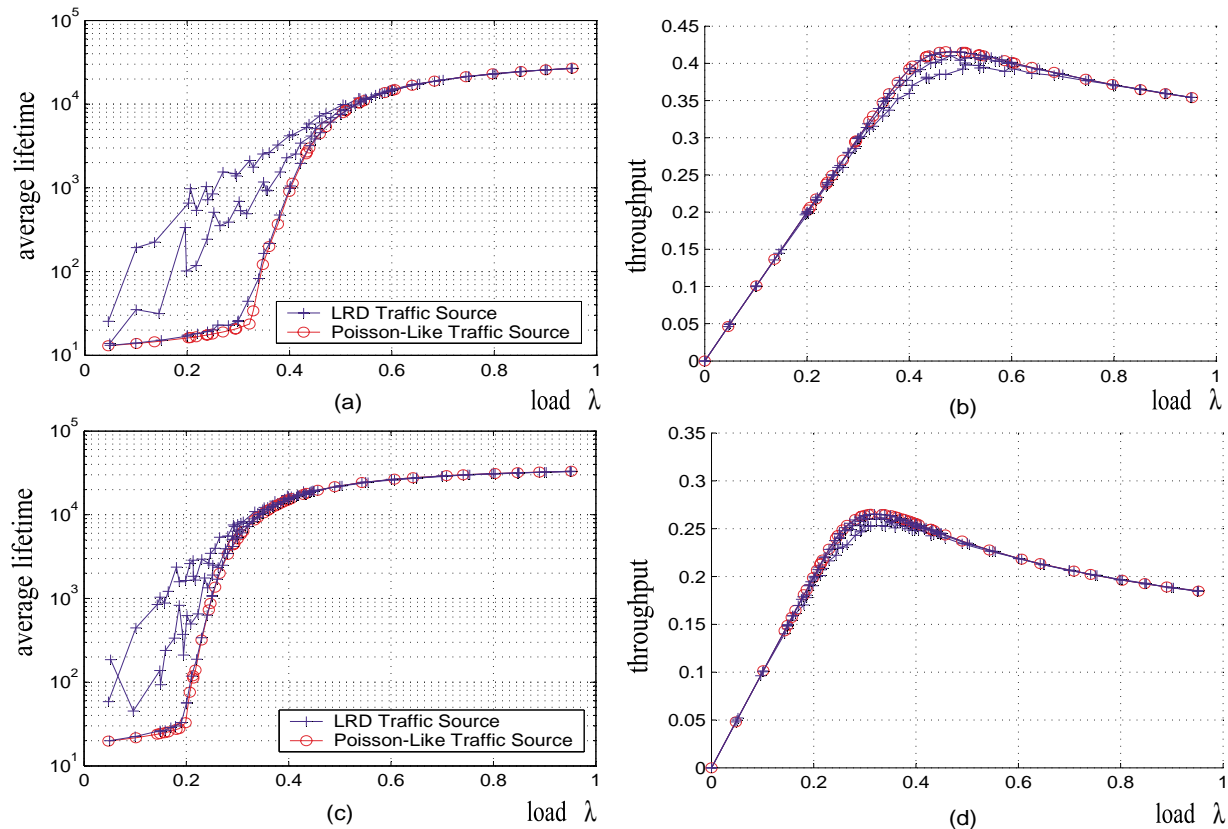 average lifetime
10^5
10^4
10^3
10^2
10^1
0 0.2 0.4 0.6 0.8 1
LRD Traffic Source
Poisson-Like Traffic Source
load λ
(a)
throughput
0.45
0.4
0.35
0.3
0.25
0.2
0.15
0.1
0.05
0
0 0.2 0.4 0.6 0.8 1
load λ
(b)
average lifetime
10^5
10^4
10^3
10^2
10^1
0 0.2 0.4 0.6 0.8 1
LRD Traffic Source
Poisson-Like Traffic Source
load λ
(c)
throughput
0.35
0.3
0.25
0.2
0.15
0.1
0.05
0
0 0.2 0.4 0.6 0.8 1
load λ
(d)